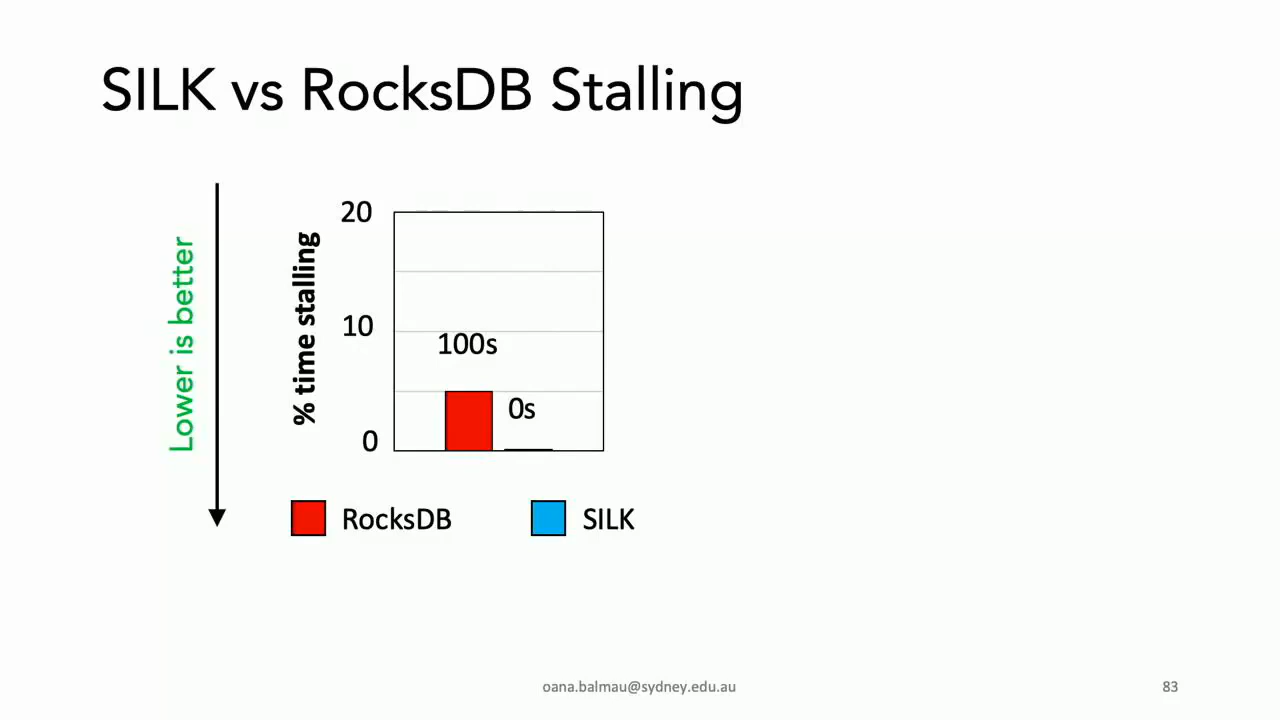 SILK vs RocksDB Stalling
Lower is better
% time stalling
20
10
0
100s
0s
RocksDB
SILK
oana.balmau@sydney.edu.au
83